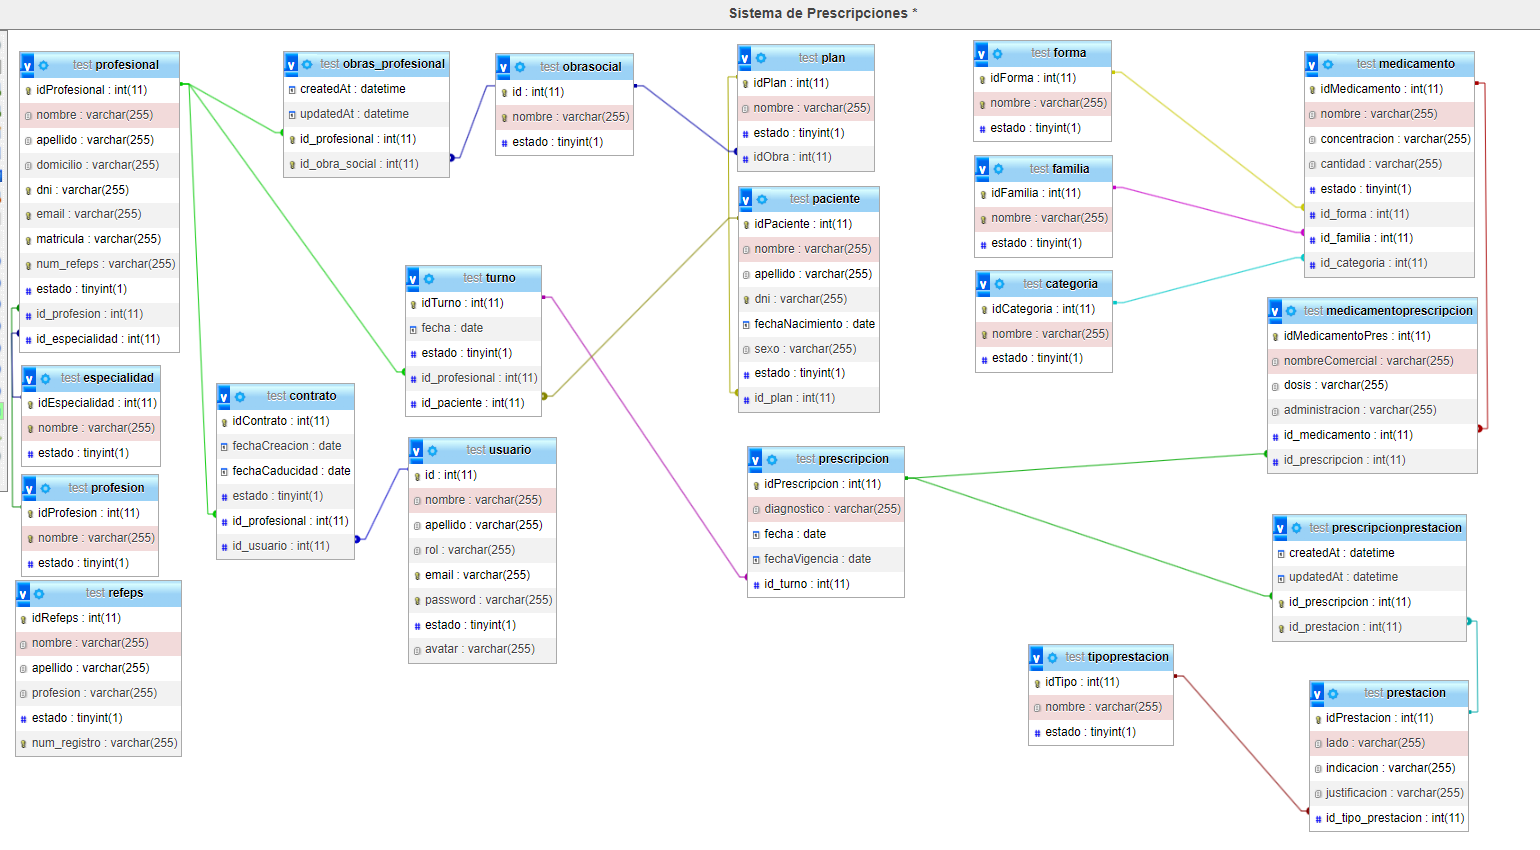 Sistema de Prescripciones *
test profesional
idProfesional : int(11)
nombre : varchar(255)
apellido : varchar(255)
domicilio : varchar(255)
dni : varchar(255)
email : varchar(255)
matricula : varchar(255)
num_refeps : varchar(255)
estado : tinyint(1)
id_profesion : int(11)
id_especialidad : int(11)
test especialidad
idEspecialidad : int(11)
nombre : varchar(255)
estado : tinyint(1)
test profesion
idProfesion : int(11)
nombre : varchar(255)
estado : tinyint(1)
test refeps
idRefeps : int(11)
nombre : varchar(255)
apellido : varchar(255)
profesion : varchar(255)
estado : tinyint(1)
num_registro : varchar(255)
test obras_profesional
createdAt : datetime
updatedAt : datetime
id_profesional : int(11)
id_obra_social : int(11)
test contrato
idContrato : int(11)
fechaCreacion : date
fechaCaducidad : date
estado : tinyint(1)
id_profesional : int(11)
id_usuario : int(11)
test obrasocial
id : int(11)
nombre : varchar(255)
estado : tinyint(1)
test turno
idTurno : int(11)
fecha : date
estado : tinyint(1)
id_profesional : int(11)
id_paciente : int(11)
test usuario
id : int(11)
nombre : varchar(255)
apellido : varchar(255)
rol : varchar(255)
email : varchar(255)
password : varchar(255)
estado : tinyint(1)
avatar : varchar(255)
test plan
idPlan : int(11)
nombre : varchar(255)
estado : tinyint(1)
idObra : int(11)
test paciente
idPaciente : int(11)
nombre : varchar(255)
apellido : varchar(255)
dni : varchar(255)
fechaNacimiento : date
sexo : varchar(255)
estado : tinyint(1)
id_plan : int(11)
test prescripcion
idPrescripcion : int(11)
diagnostico : varchar(255)
fecha : date
fechaVigencia : date
id_turno : int(11)
test forma
idForma : int(11)
nombre : varchar(255)
estado : tinyint(1)
test familia
idFamilia : int(11)
nombre : varchar(255)
estado : tinyint(1)
test categoria
idCategoria : int(11)
nombre : varchar(255)
estado : tinyint(1)
test tipoprestacion
idTipo : int(11)
nombre : varchar(255)
estado : tinyint(1)
test medicamento
idMedicamento : int(11)
nombre : varchar(255)
concentracion : varchar(255)
cantidad : varchar(255)
estado : tinyint(1)
id_forma : int(11)
id_familia : int(11)
id_categoria : int(11)
test medicamentoprescripcion
idMedicamentoPres : int(11)
nombreComercial : varchar(255)
dosis : varchar(255)
administracion : varchar(255)
id_medicamento : int(11)
id_prescripcion : int(11)
test prescripcionprestacion
createdAt : datetime
updatedAt : datetime
id_prescripcion : int(11)
id_prestacion : int(11)
test prestacion
idPrestacion : int(11)
lado : varchar(255)
indicacion : varchar(255)
justificacion : varchar(255)
id_tipo_prestacion : int(11)